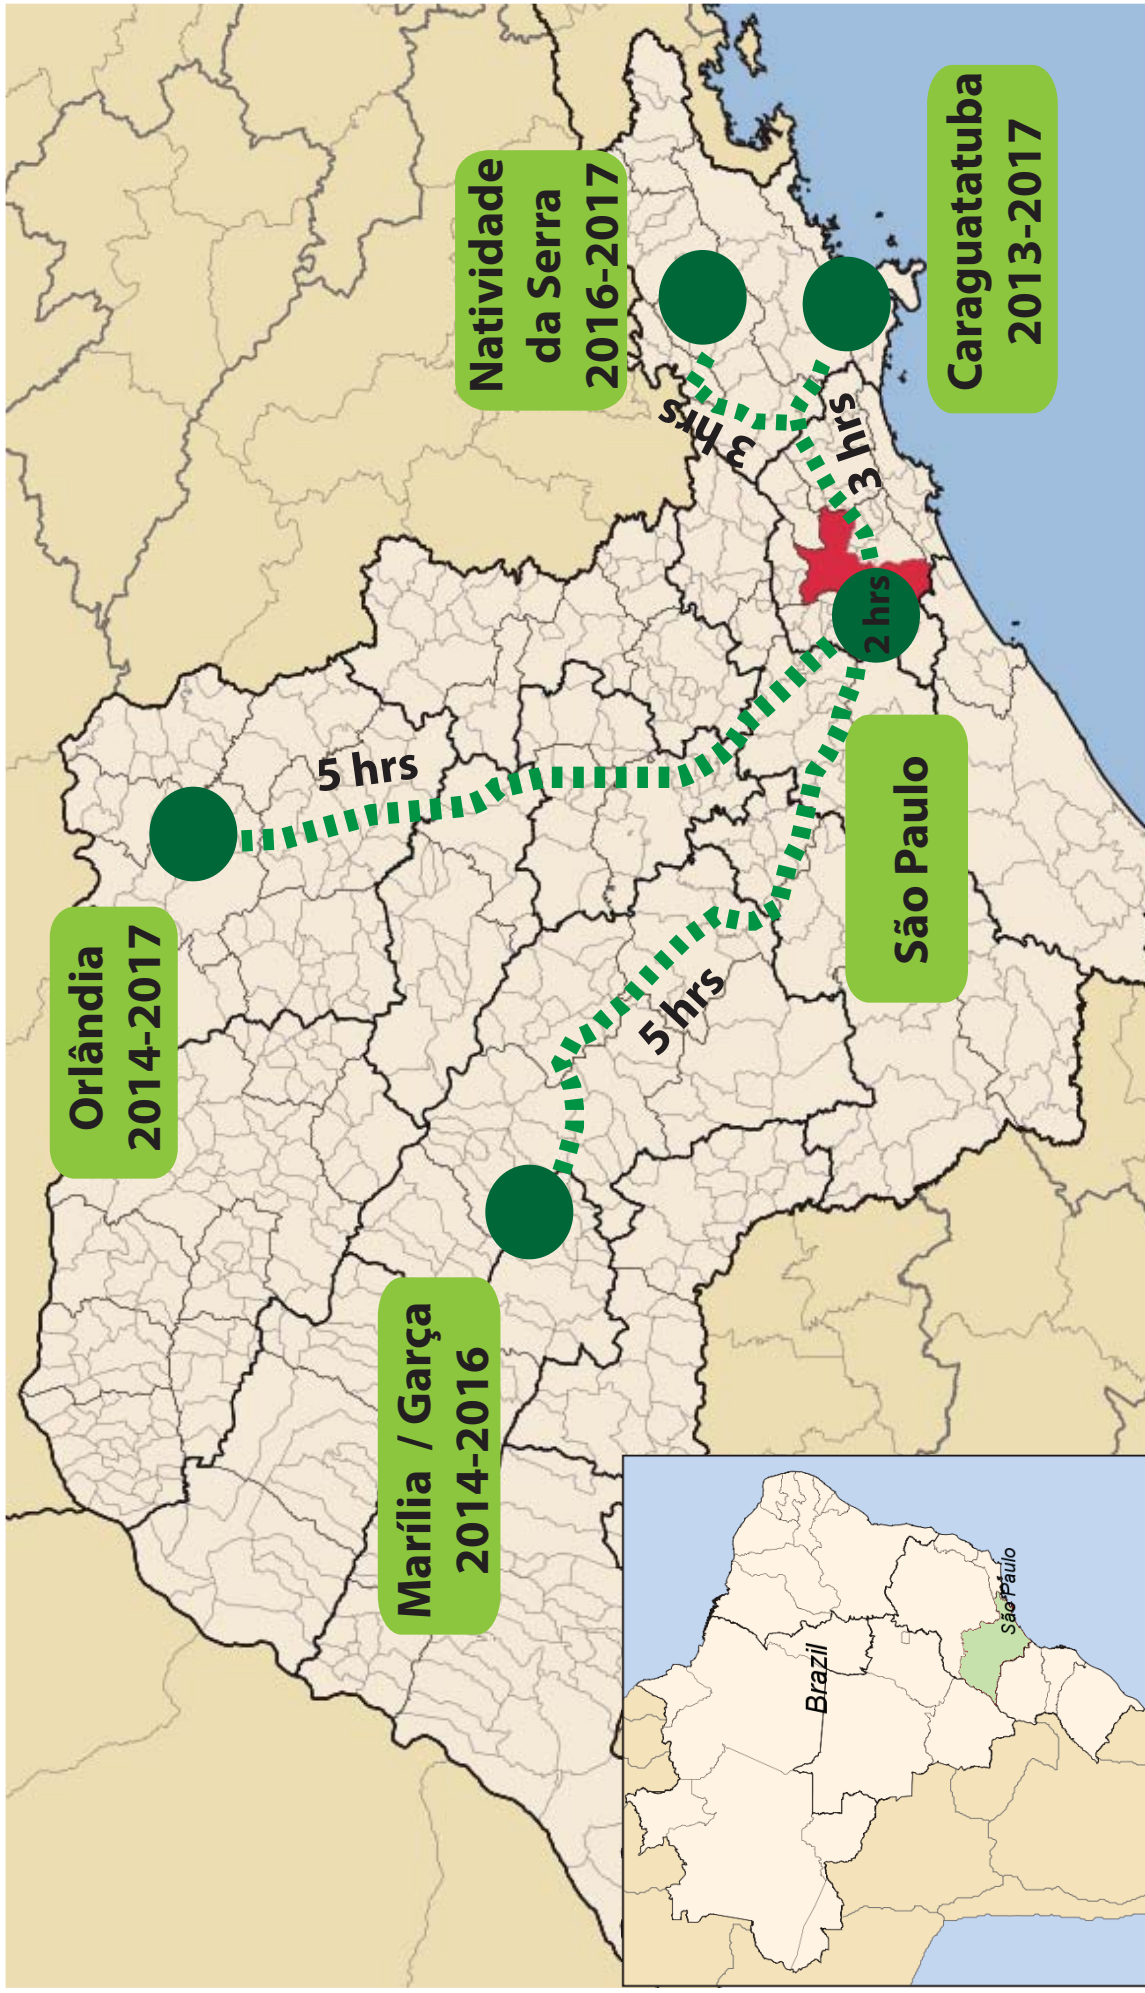 Orlândia
2014-2017
5 hrs
Natividade
da Serra
2016-2017
3 hrs
3 hrs
2 hrs
Caraguatatuba
2013-2017
Marília / Garça
2014-2016
5 hrs
São Paulo
Brazil
São Paulo